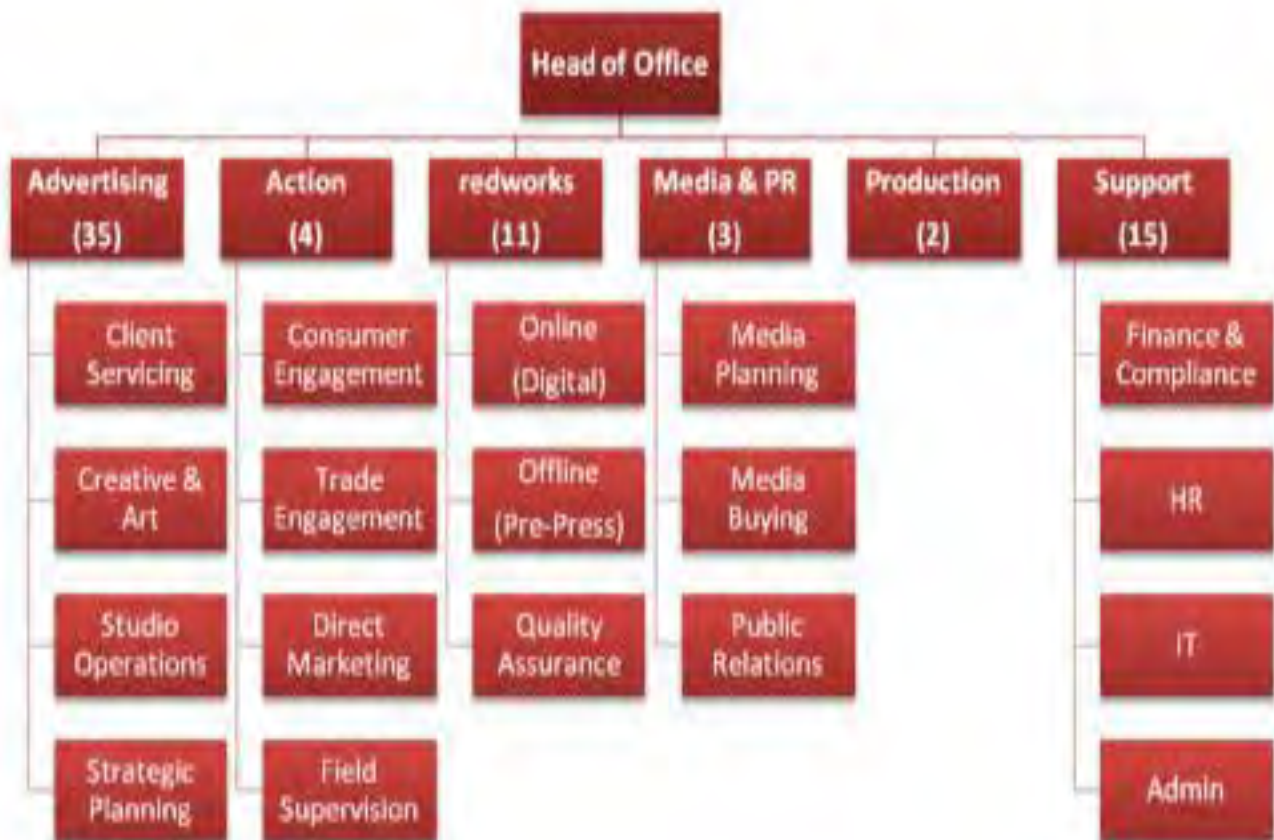 Head of Office
Advertising
(35)
Action
(4)
redworks
(11)
Media & PR
(3)
Production
(2)
Support
(15)
Client
Servicing
Creative &
Art
Studio
Operations
Strategic
Planning
Consumer
Engagement
Trade
Engagement
Direct
Marketing
Field
Supervision
Online
(Digital)
Offline
(Pre-Press)
Quality
Assurance
Media
Planning
Media
Buying
Public
Relations
Finance &
Compliance
HR
IT
Admin